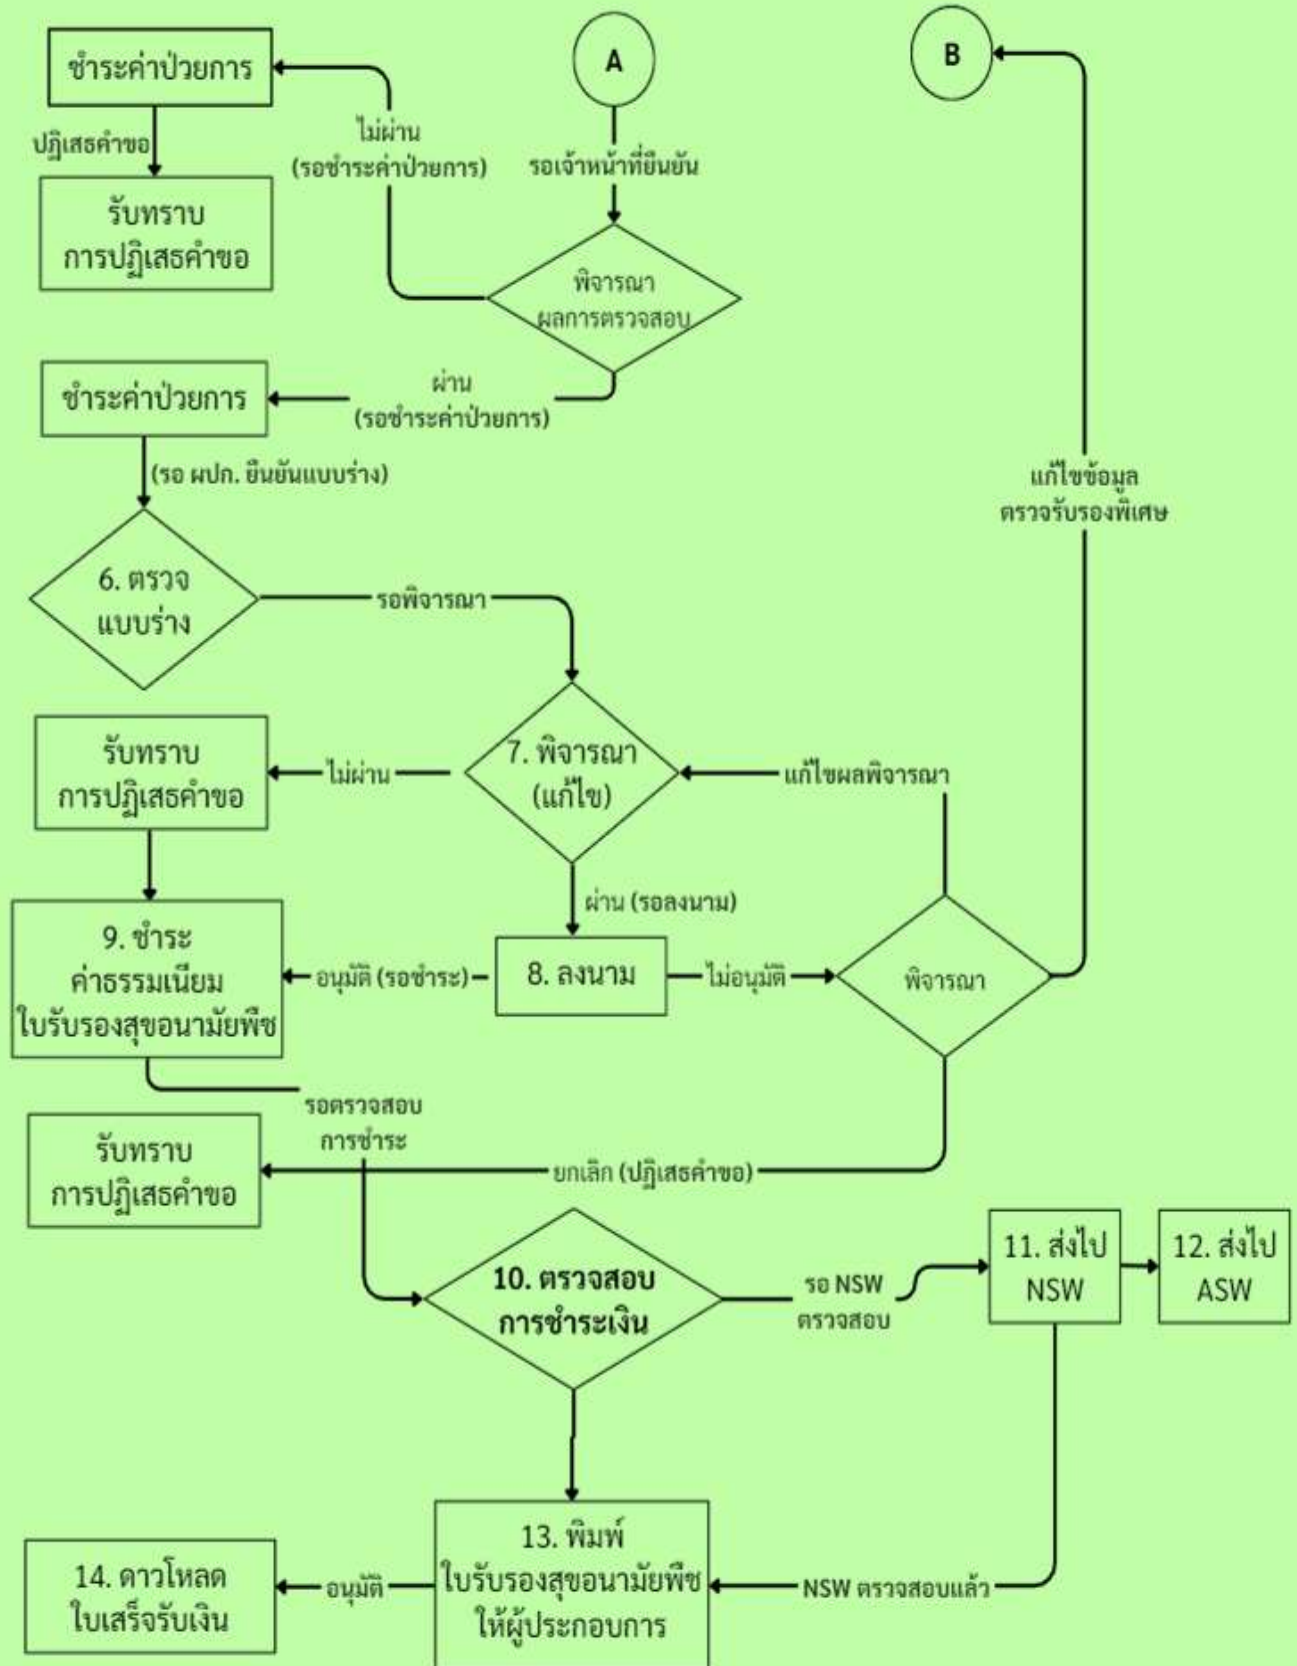 A
B
ชำระค่าป่วยการ
ปฏิเสธคำขอ
ไม่ผ่าน
(รอชำระค่าป่วยการ)
รอเจ้าหน้าที่ยืนยัน
รับทราบ
การปฏิเสธคำขอ
พิจารณา
ผลการตรวจสอบ
ชำระค่าป่วยการ
ผ่าน
(รอชำระค่าป่วยการ)
(รอ ผปก. ยืนยันแบบร่าง)
แก้ไขข้อมูล
ตรวจรับรองพิเศษ
6. ตรวจ
แบบร่าง
รอพิจารณา
รับทราบ
การปฏิเสธคำขอ
ไม่ผ่าน
7. พิจารณา
(แก้ไข)
แก้ไขผลพิจารณา
ผ่าน (รอลงนาม)
9. ชำระ
ค่าธรรมเนียม
ใบรับรองสุขอนามัยพืช
อนุมัติ (รอชำระ)
8. ลงนาม
ไม่อนุมัติ
พิจารณา
รอตรวจสอบ
การชำระ
รับทราบ
การปฏิเสธคำขอ
ยกเลิก (ปฏิเสธคำขอ)
10. ตรวจสอบ
การชำระเงิน
รอ NSW
ตรวจสอบ
11. ส่งไป
NSW
12. ส่งไป
ASW
13. พิมพ์
ใบรับรองสุขอนามัยพืช
ให้ผู้ประกอบการ
NSW ตรวจสอบแล้ว
อนุมัติ
14. ดาวโหลด
ใบเสร็จรับเงิน